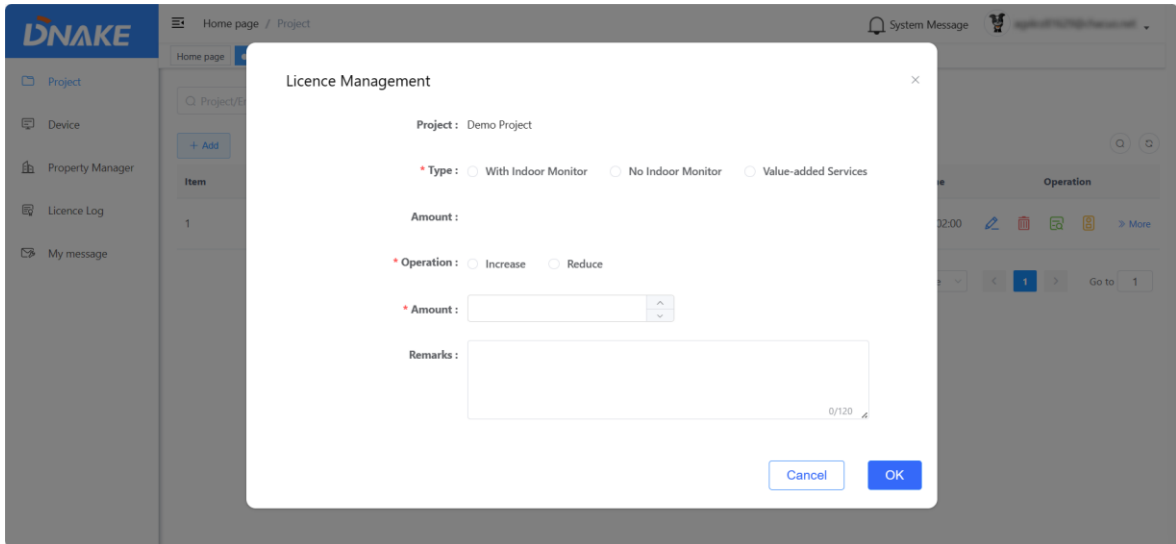 DNAKE
Home page / Project
System Message
Home page
Project
Device
Property Manager
Licence Log
My message
Project/E
+ Add
Item
Operation
1
02:00
» More
1
Go to 1
Licence Management
Project : Demo Project
* Type : With Indoor Monitor No Indoor Monitor Value-added Services
Amount :
* Operation : Increase Reduce
* Amount :
Remarks :
0/120
Cancel OK